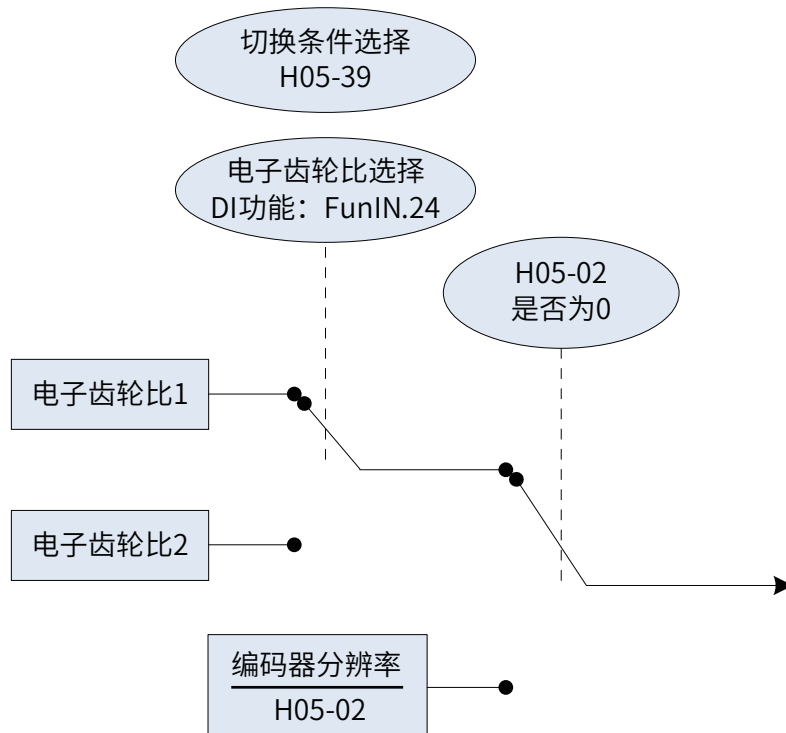 切换条件选择
H05-39
电子齿轮比选择
DI功能：FunIN.24
H05-02
是否为0
电子齿轮比1
电子齿轮比2
编码器分辨率
H05-02